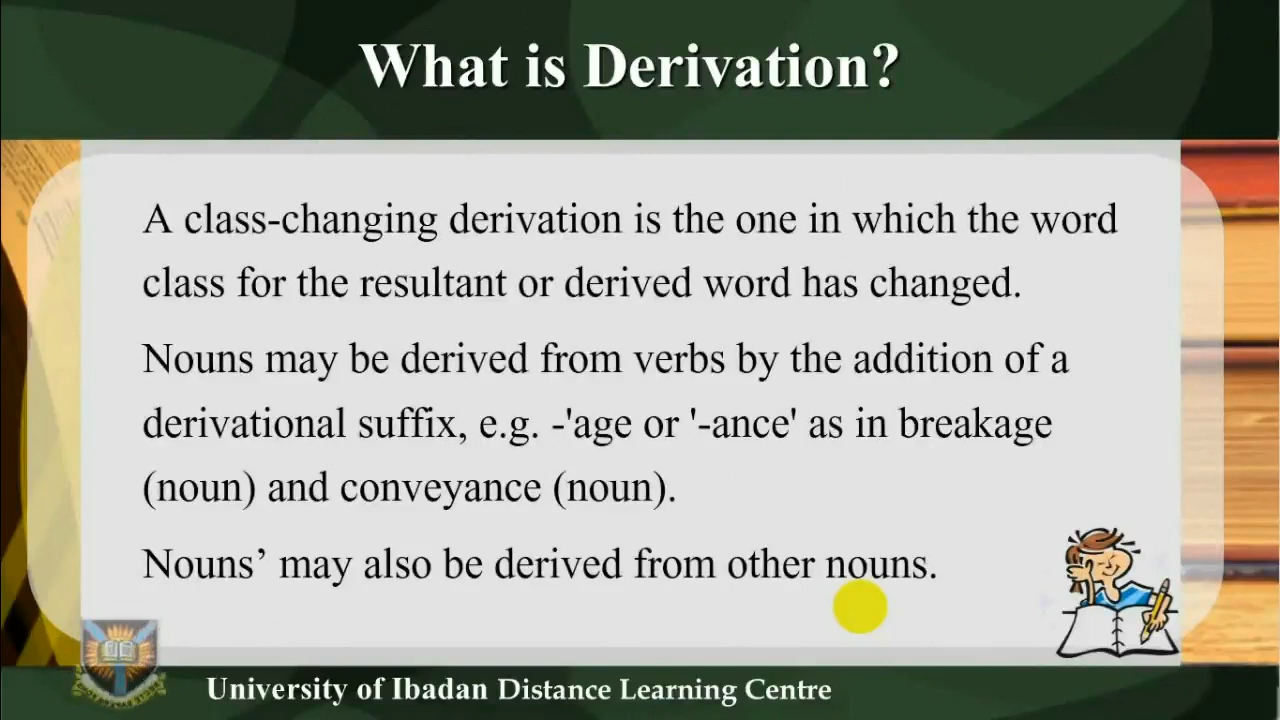 What is Derivation?
A class-changing derivation is the one in which the word
class for the resultant or derived word has changed.
Nouns may be derived from verbs by the addition of a
derivational suffix, e.g. -'age or '-ance' as in breakage
(noun) and conveyance (noun).
Nouns’ may also be derived from other nouns.
University of Ibadan Distance Learning Centre